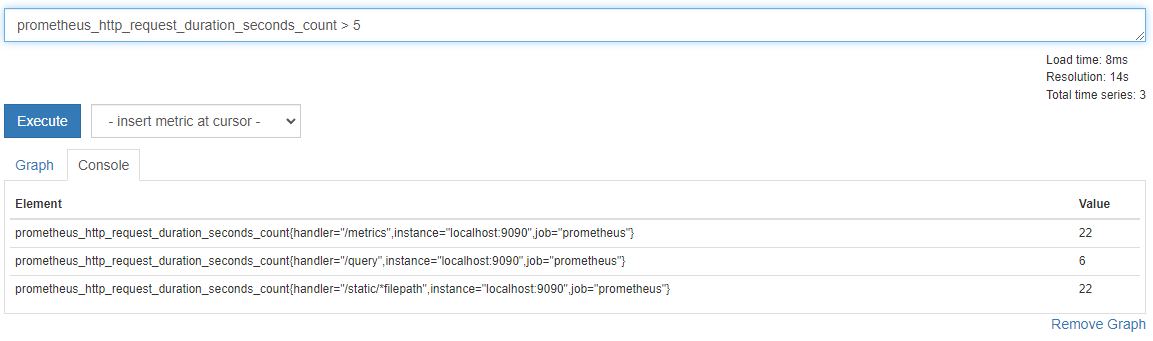 prometheus_http_request_duration_seconds_count > 5
Load time: 8ms
Resolution: 14s
Total time series: 3
Execute
- insert metric at cursor -
Graph
Console
Element Value
prometheus_http_request_duration_seconds_count{handler="/metrics",instance="localhost:9090",job="prometheus"} 22
prometheus_http_request_duration_seconds_count{handler="/query",instance="localhost:9090",job="prometheus"} 6
prometheus_http_request_duration_seconds_count{handler="/static/*filepath",instance="localhost:9090",job="prometheus"} 22
Remove Graph